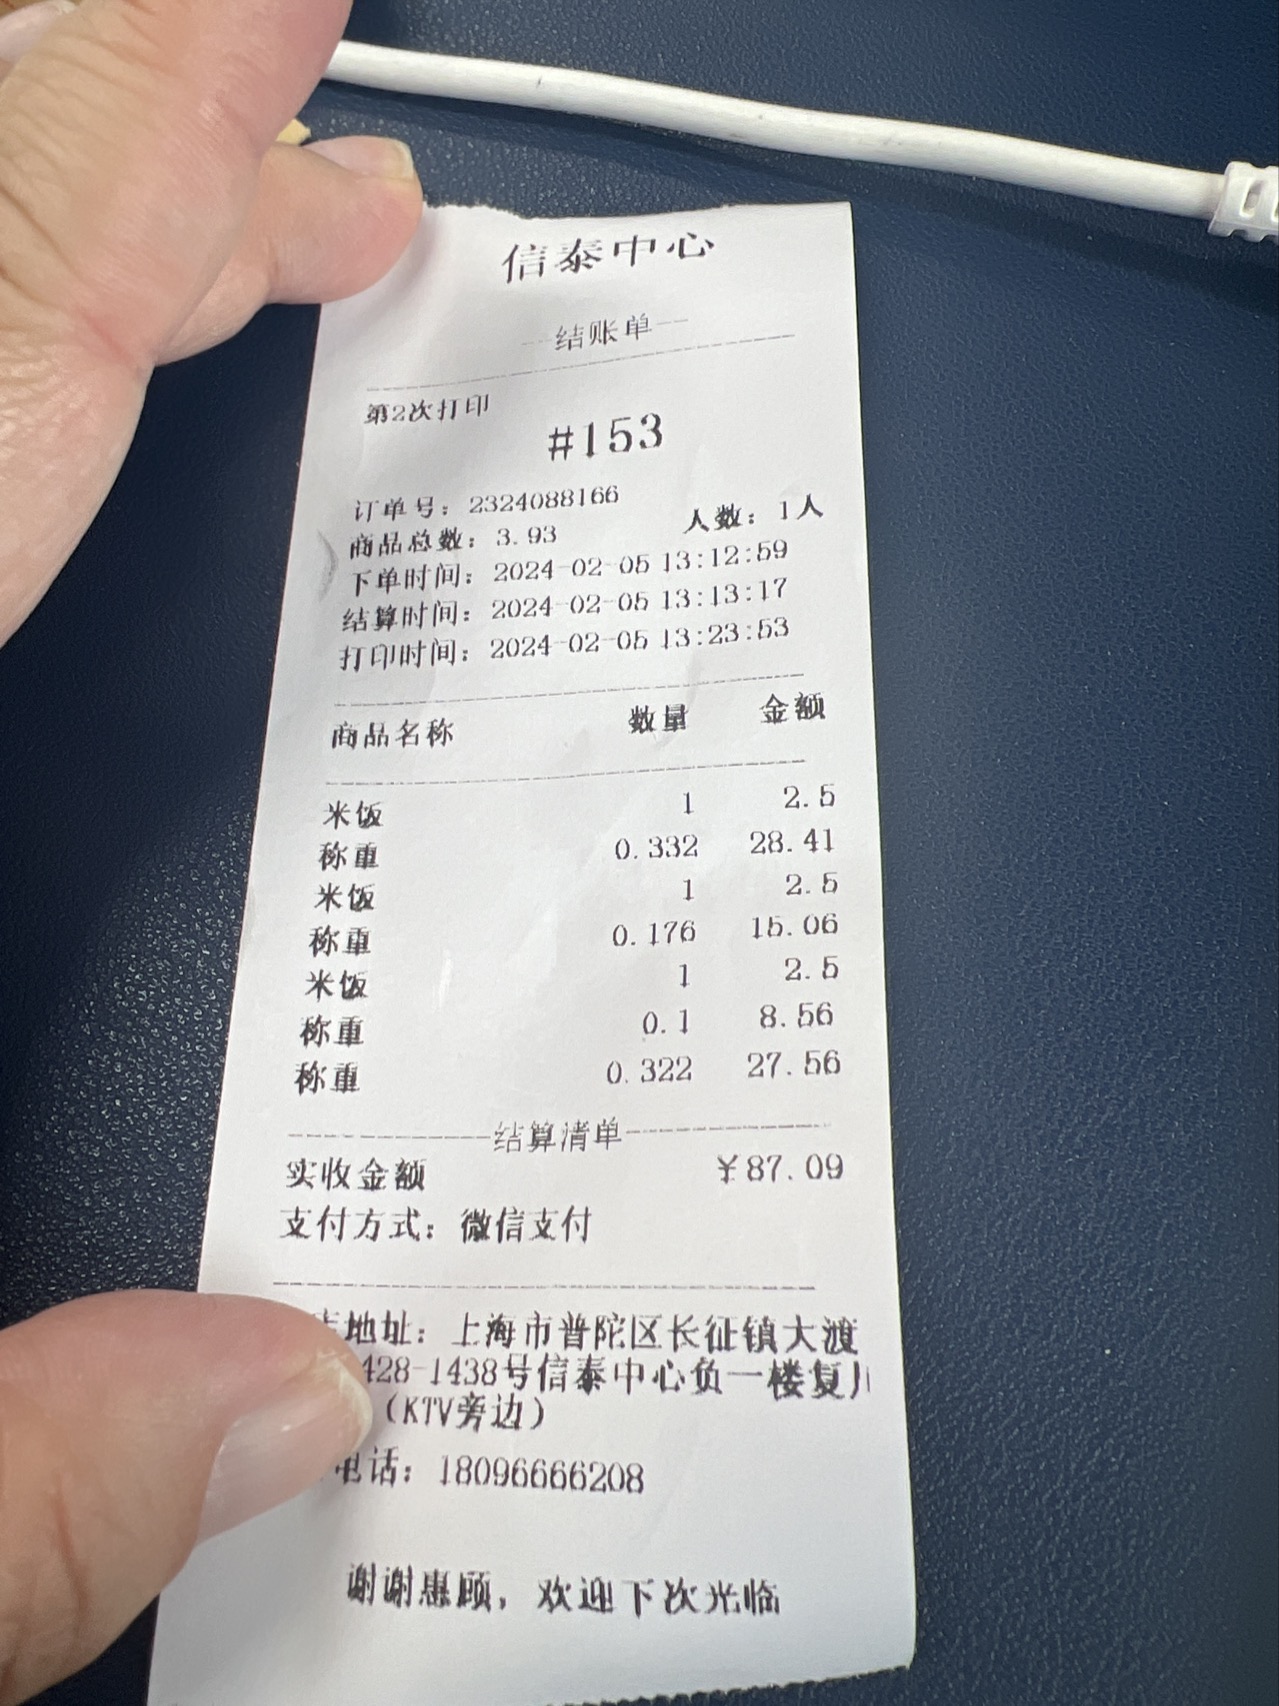 信泰中心
--结账单--
第2次打印
#153
订单号：2324088166
商品总数：3.93 人数：1人
下单时间：2024-02-05 13:12:59
结算时间：2024-02-05 13:13:17
打印时间：2024-02-05 13:23:53
商品名称 数量 金额
米饭 1 2.5
称重 0.332 28.41
米饭 1 2.5
称重 0.176 15.06
米饭 1 2.5
称重 0.1 8.56
称重 0.322 27.56
结算清单
实收金额 ￥87.09
支付方式：微信支付
地址：上海市普陀区长征镇大渡
428-1438号信泰中心负一楼复
（KTV旁边）
电话：18096666208
谢谢惠顾，欢迎下次光临